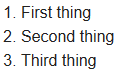 1. First thing
2. Second thing
3. Third thing